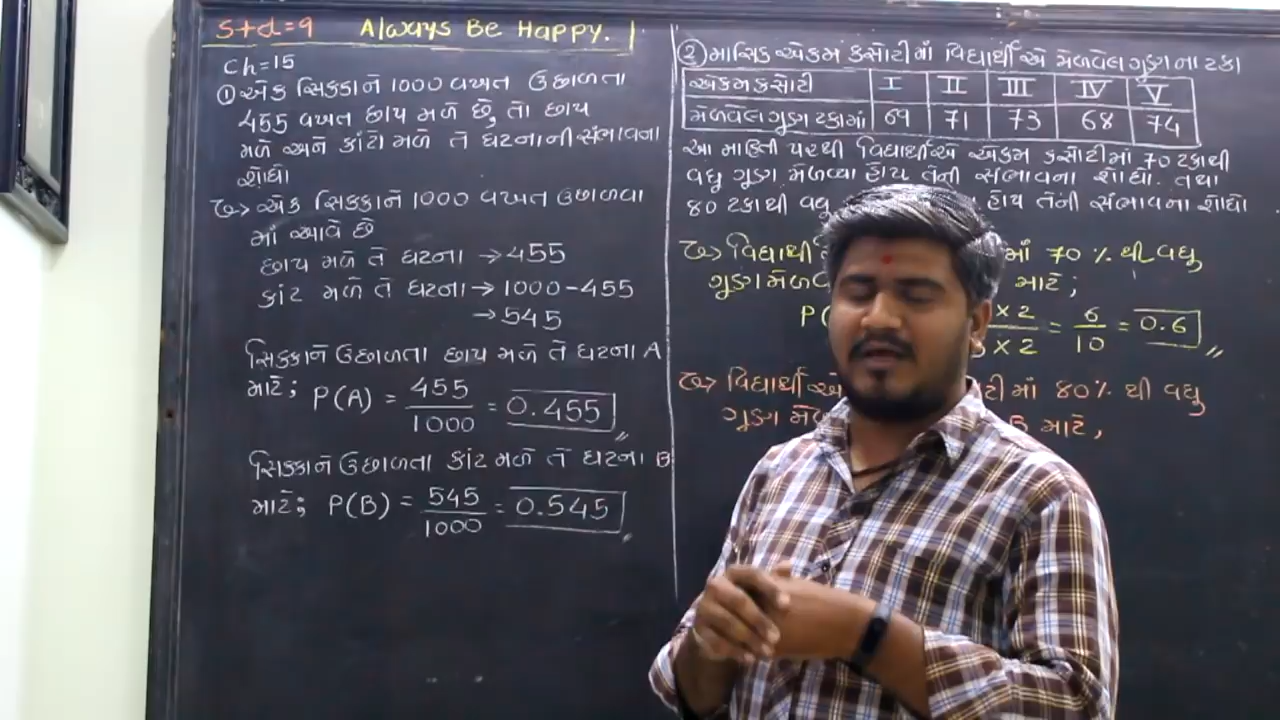 Std=9 Always Be Happy.
Ch=15
① એક સિક્કાને 1000 વખત ઉછાળતા
455 વખત છાપ મળે છે, તો છાપ
મળે અને કાંટો મળે તે ઘટનાની સંભાવના
શોધો
જ> એક સિક્કાને 1000 વખત ઉછાળવા
માં આવે છે
છાપ મળે તે ઘટના → 455
કાંટ મળે તે ઘટના → 1000-455
→ 545
સિક્કાને ઉછાળતા છાપ મળે તે ઘટના A
માટે; P(A) = 455/1000 = 0.455
સિક્કાને ઉછાળતા કાંટ મળે તે ઘટના B
માટે; P(B) = 545/1000 = 0.545
② માસિક એકમ કસોટીમાં વિદ્યાર્થી એ મેળવેલ ગુણના ટકા
એકમ કસોટી I II III IV V
મેળવેલ ગુણ ટકામાં 69 71 73 68 74
આ માહિતી પરથી વિદ્યાર્થીએ એકમ કસોટીમાં 70 ટકાથી
વધુ ગુણ મેળવ્યા હોય તેની સંભાવના શોધો. તથા
80 ટકાથી વધુ હોય તેની સંભાવના શોધો
જ> વિદ્યાર્થી માં 70 % થી વધુ
ગુણ માટે;
P( × 2 / × 2 = 6/10 = 0.6
જ> વિદ્યાર્થી એ ટીમાં 80% થી વધુ
ગુણ B માટે,